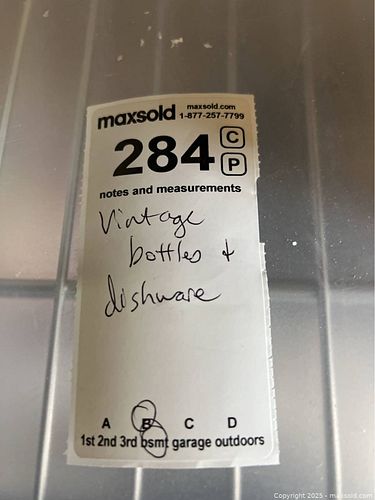 maxsold maxsold.com
1-877-257-7799
284 C
P
notes and measurements
Vintage
bottles +
dishware
A B C D
1st 2nd 3rd bsmt garage outdoors
Copyright © 2025 - maxsold.com